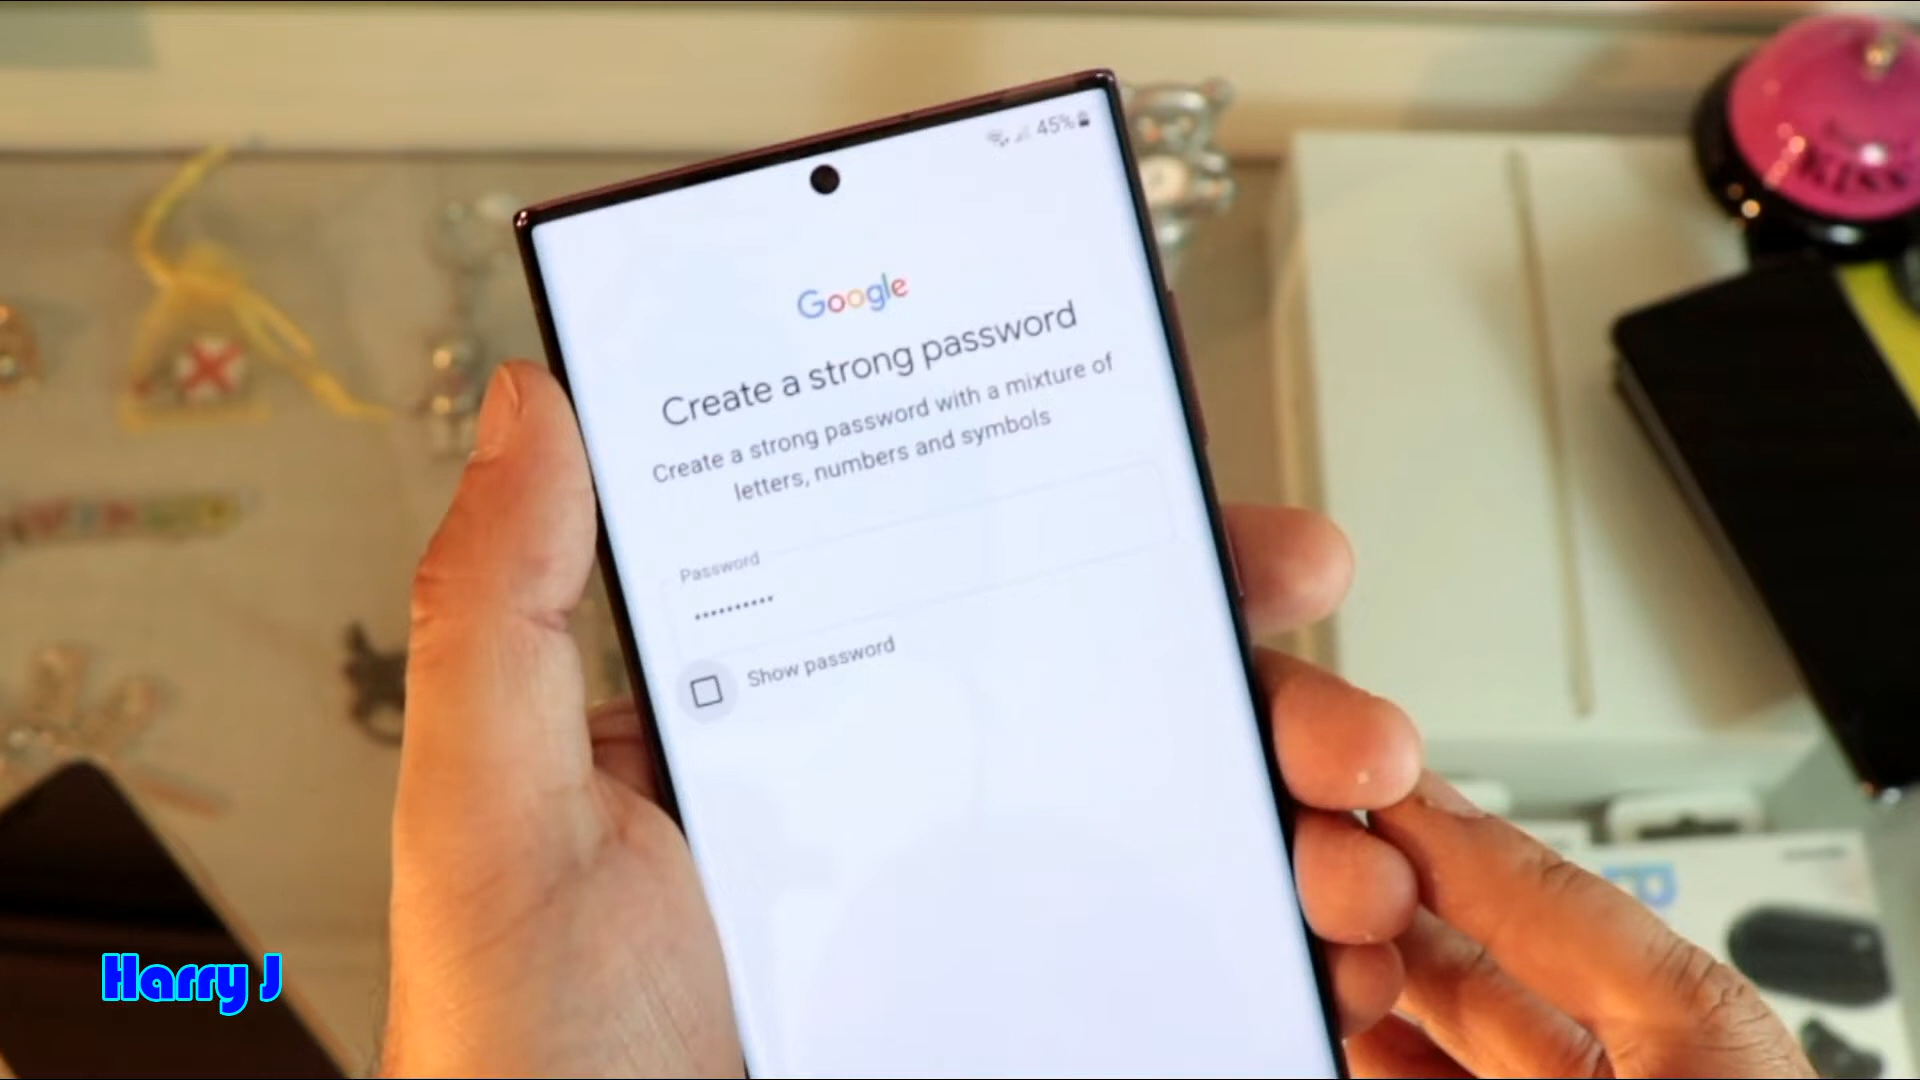 45%
Google
Create a strong password
Create a strong password with a mixture of
letters, numbers and symbols
Password
••••••••••
Show password
KISS
Harry J